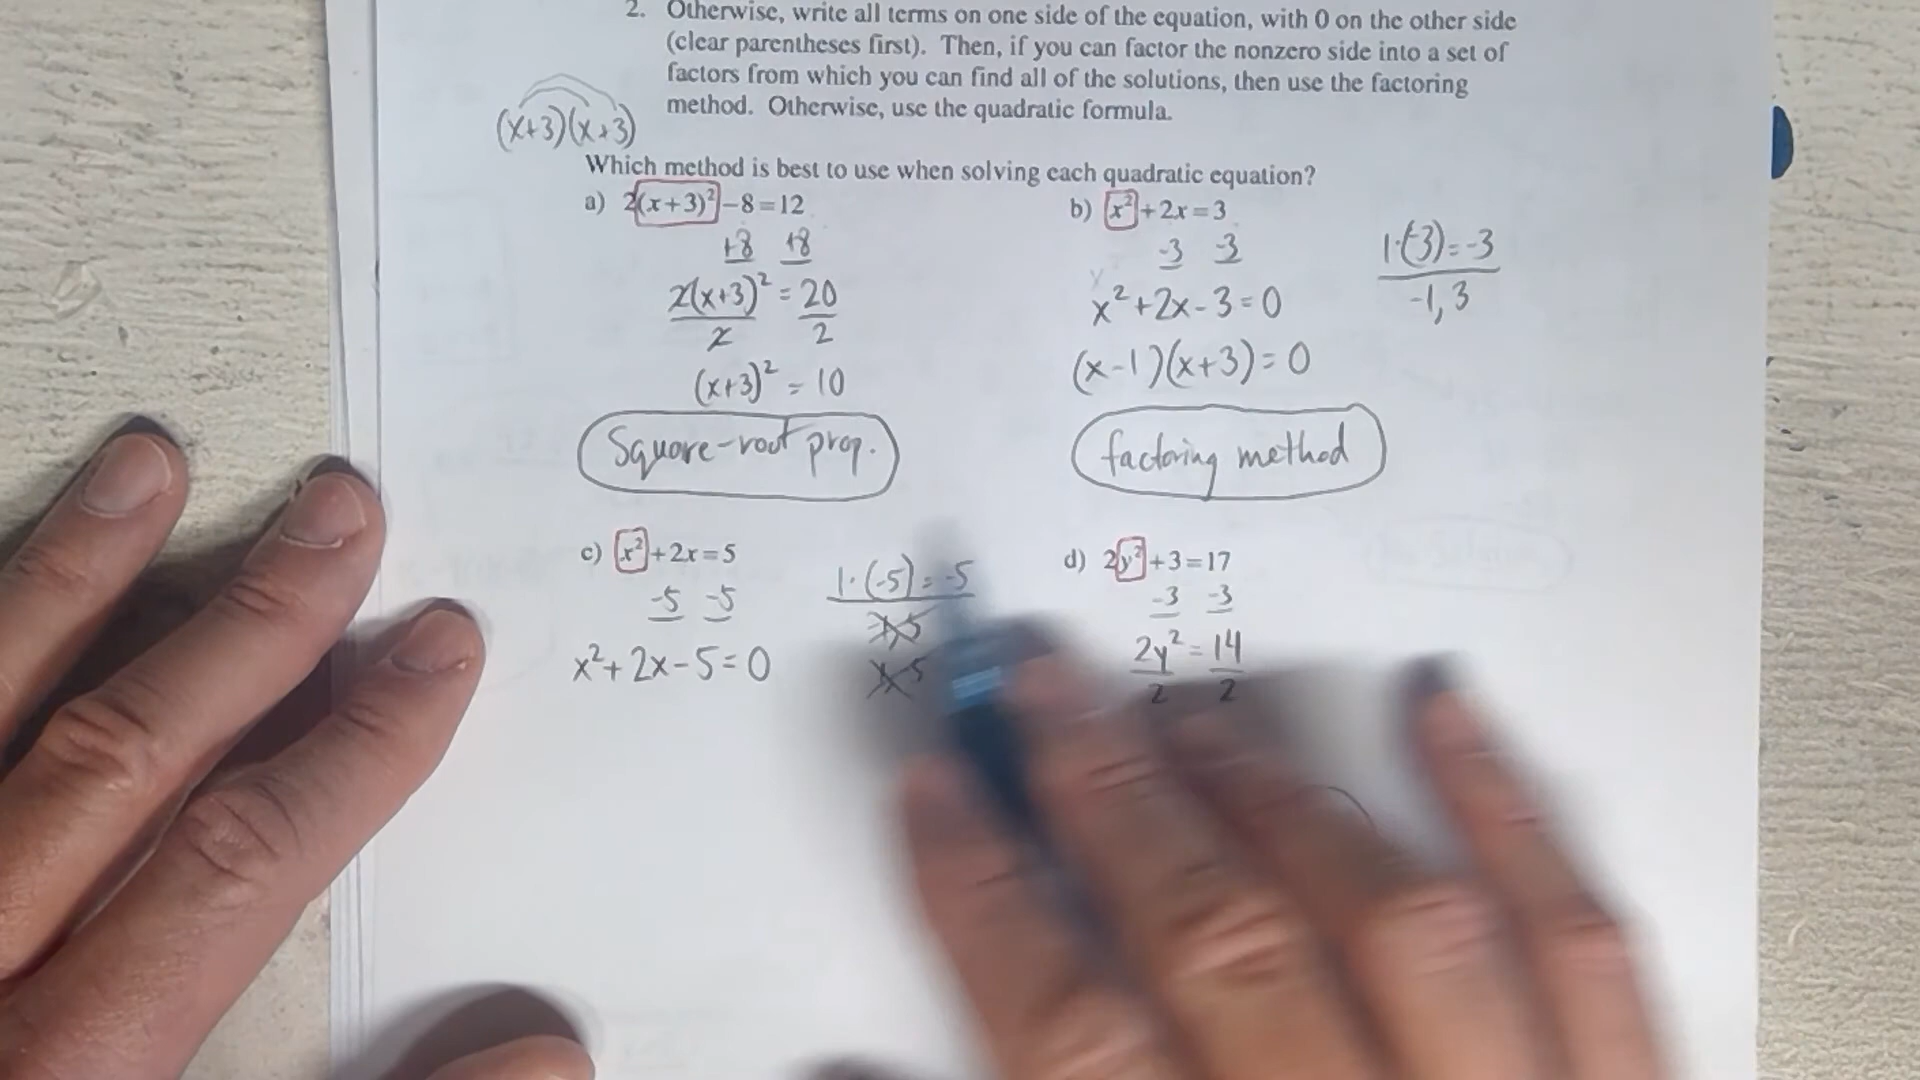 2. Otherwise, write all terms on one side of the equation, with 0 on the other side
(clear parentheses first). Then, if you can factor the nonzero side into a set of
factors from which you can find all of the solutions, then use the factoring
method. Otherwise, use the quadratic formula.
(x+3)(x+3)
Which method is best to use when solving each quadratic equation?
a) 2(x+3)²−8=12
+8 +8
2(x+3)² = 20
2 2
(x+3)² = 10
Square-root prop.
b) x²+2x=3
-3 -3
x²+2x-3=0
(x-1)(x+3)=0
1·(-3)=-3
-1, 3
factoring method
c) x²+2x=5
-5 -5
x²+2x-5=0
1·(-5)=-5
d) 2y²+3=17
-3 -3
2y²=14
2 2